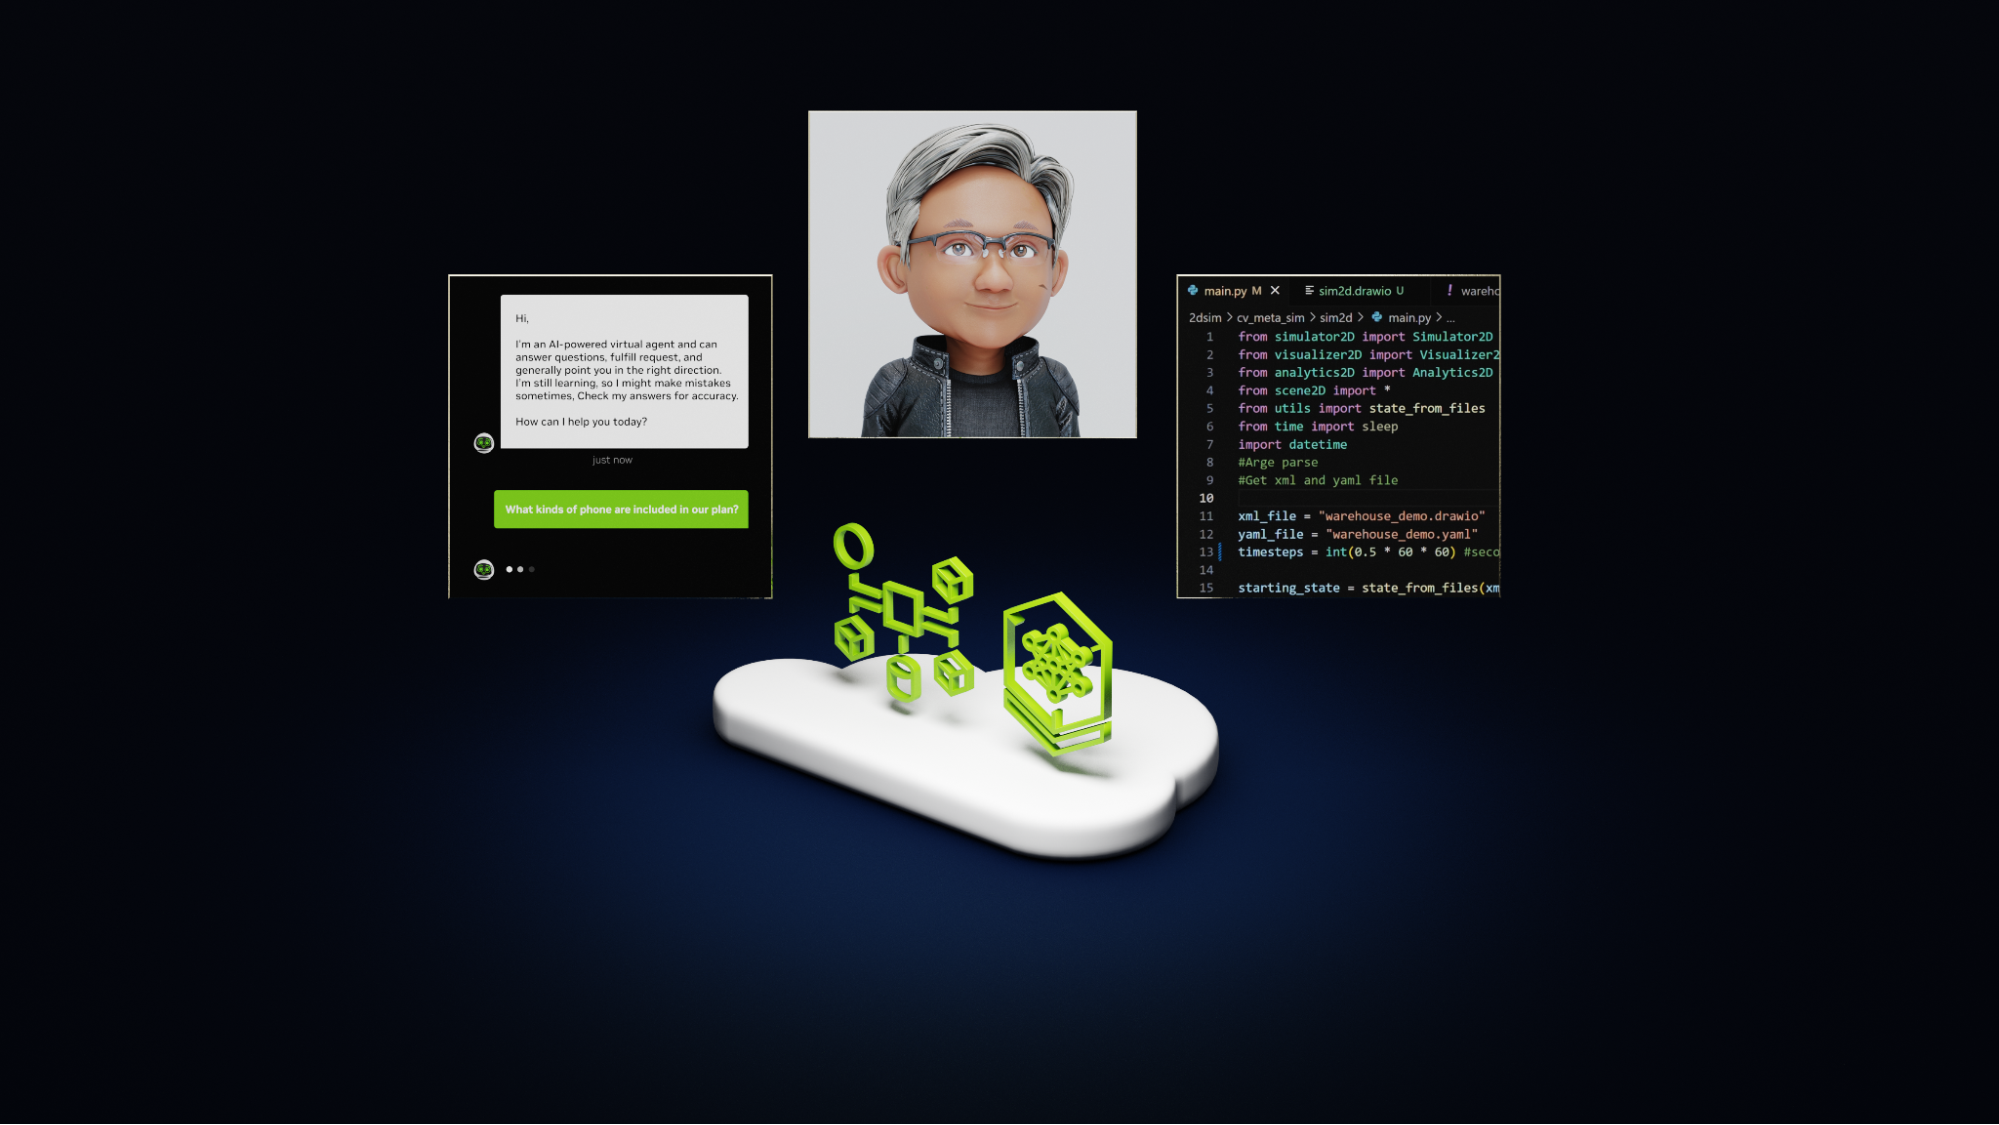 Hi,
I'm an AI-powered virtual agent and can
answer questions, fulfill request, and
generally point you in the right direction.
I'm still learning, so I might make mistakes
sometimes, Check my answers for accuracy.
How can I help you today?
just now
What kinds of phone are included in our plan?
main.py M × sim2d.drawio U ! wareho
2dsim > cv_meta_sim > sim2d > main.py > ...
1 from simulator2D import Simulator2D
2 from visualizer2D import Visualizer2
3 from analytics2D import Analytics2D
4 from scene2D import *
5 from utils import state_from_files
6 from time import sleep
7 import datetime
8 #Arge parse
9 #Get xml and yaml file
10
11 xml_file = "warehouse_demo.drawio"
12 yaml_file = "warehouse_demo.yaml"
13 timesteps = int(0.5 * 60 * 60) #seco
14
15 starting_state = state_from_files(xm